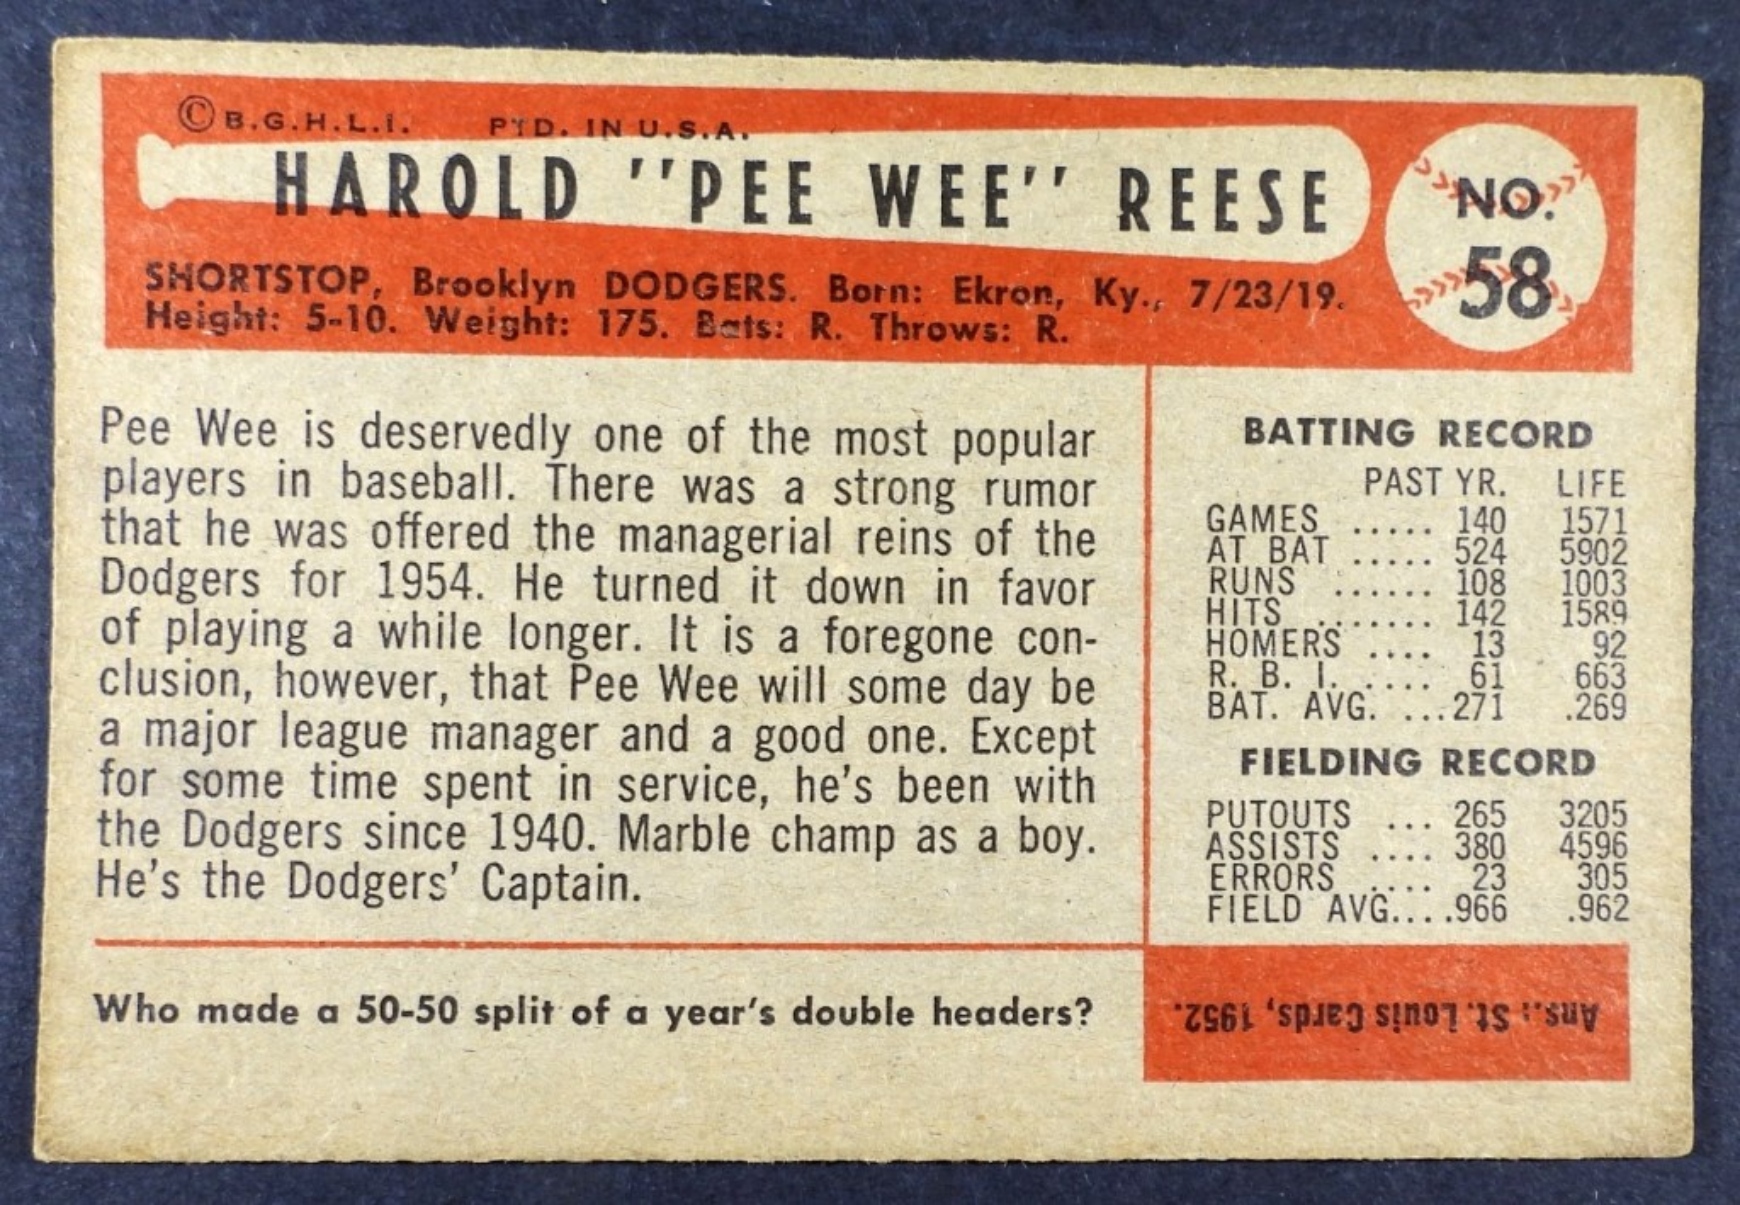 © B.G.H.L.I. PTD. IN U.S.A.
HAROLD "PEE WEE" REESE
NO.
58
SHORTSTOP, Brooklyn DODGERS. Born: Ekron, Ky., 7/23/19.
Height: 5-10. Weight: 175. Bats: R. Throws: R.
Pee Wee is deservedly one of the most popular
players in baseball. There was a strong rumor
that he was offered the managerial reins of the
Dodgers for 1954. He turned it down in favor
of playing a while longer. It is a foregone con-
clusion, however, that Pee Wee will some day be
a major league manager and a good one. Except
for some time spent in service, he's been with
the Dodgers since 1940. Marble champ as a boy.
He's the Dodgers' Captain.
BATTING RECORD
PAST YR. LIFE
GAMES ..... 140 1571
AT BAT ..... 524 5902
RUNS ...... 108 1003
HITS ....... 142 1589
HOMERS .... 13 92
R. B. I. ..... 61 663
BAT. AVG. ...271 .269
FIELDING RECORD
PUTOUTS ... 265 3205
ASSISTS .... 380 4596
ERRORS .... 23 305
FIELD AVG....966 .962
Who made a 50-50 split of a year's double headers?
Ans.: St. Louis Cards, 1952.